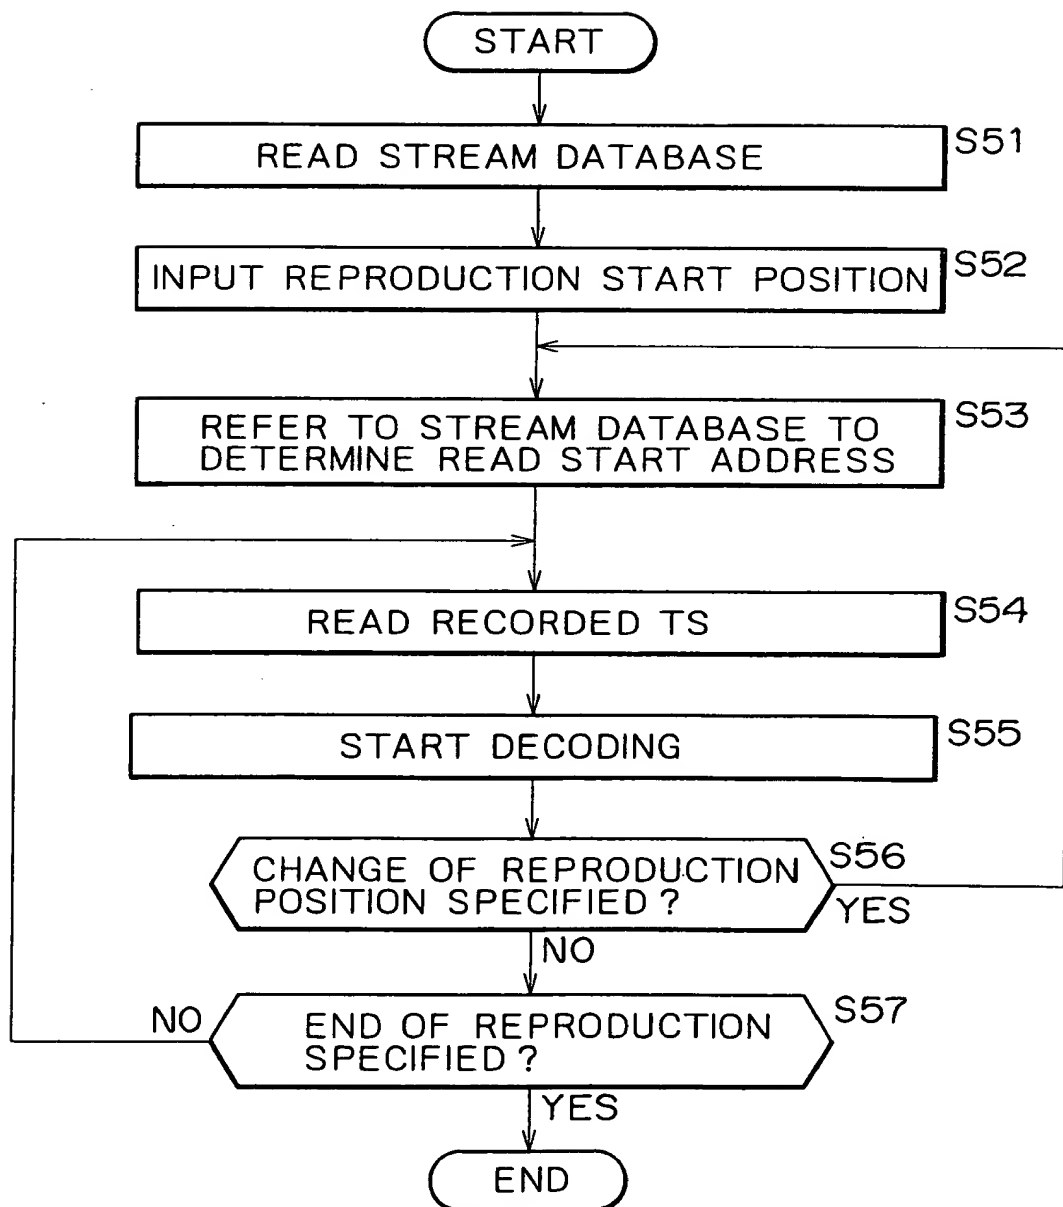 START
READ STREAM DATABASE
S51
INPUT REPRODUCTION START POSITION
S52
REFER TO STREAM DATABASE TO
DETERMINE READ START ADDRESS
S53
READ RECORDED TS
S54
START DECODING
S55
CHANGE OF REPRODUCTION
POSITION SPECIFIED?
S56
YES
NO
END OF REPRODUCTION
SPECIFIED?
S57
NO
YES
END